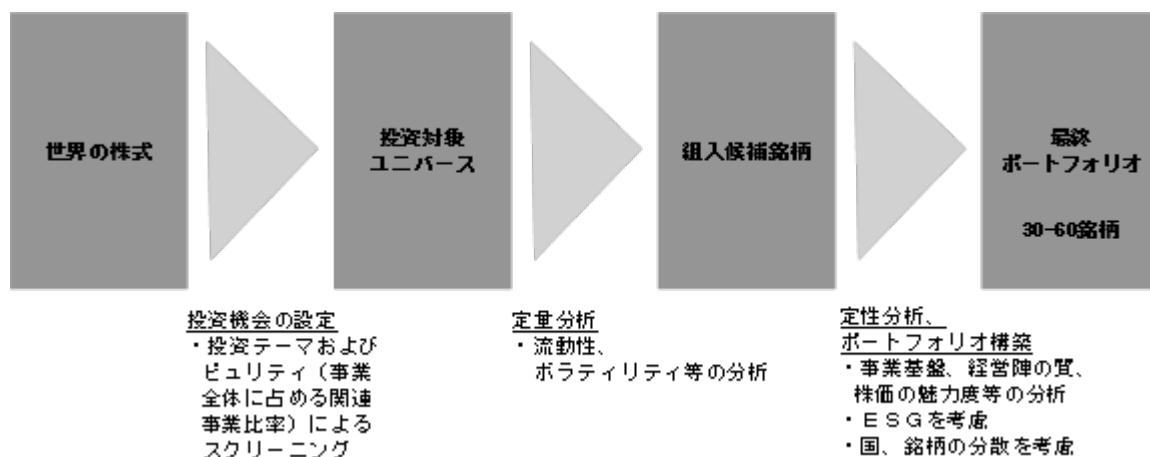 世界の株式
投資対象
ユニバース
組入候補銘柄
最終
ポートフォリオ
30-60銘柄
投資機会の設定
・投資テーマおよび
ピュリティ（事業
全体に占める関連
事業比率）による
スクリーニング
定量分析
・流動性、
ボラティリティ等の分析
定性分析、
ポートフォリオ構築
・事業基盤、経営陣の質、
株価の魅力度等の分析
・ＥＳＧを考慮
・国、銘柄の分散を考慮